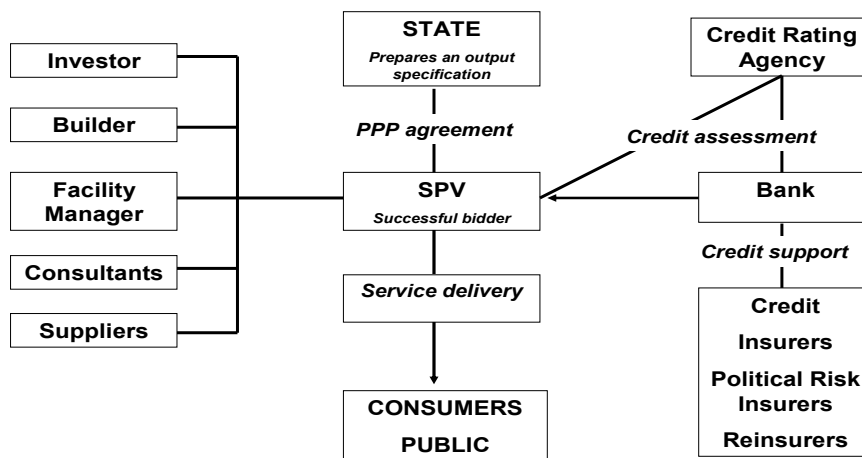 STATE
Prepares an output
specification
Credit Rating
Agency
Investor
Builder
PPP agreement
Credit assessment
Facility
Manager
SPV
Successful bidder
Bank
Consultants
Service delivery
Credit support
Suppliers
Credit
Insurers
Political Risk
Insurers
Reinsurers
CONSUMERS
PUBLIC